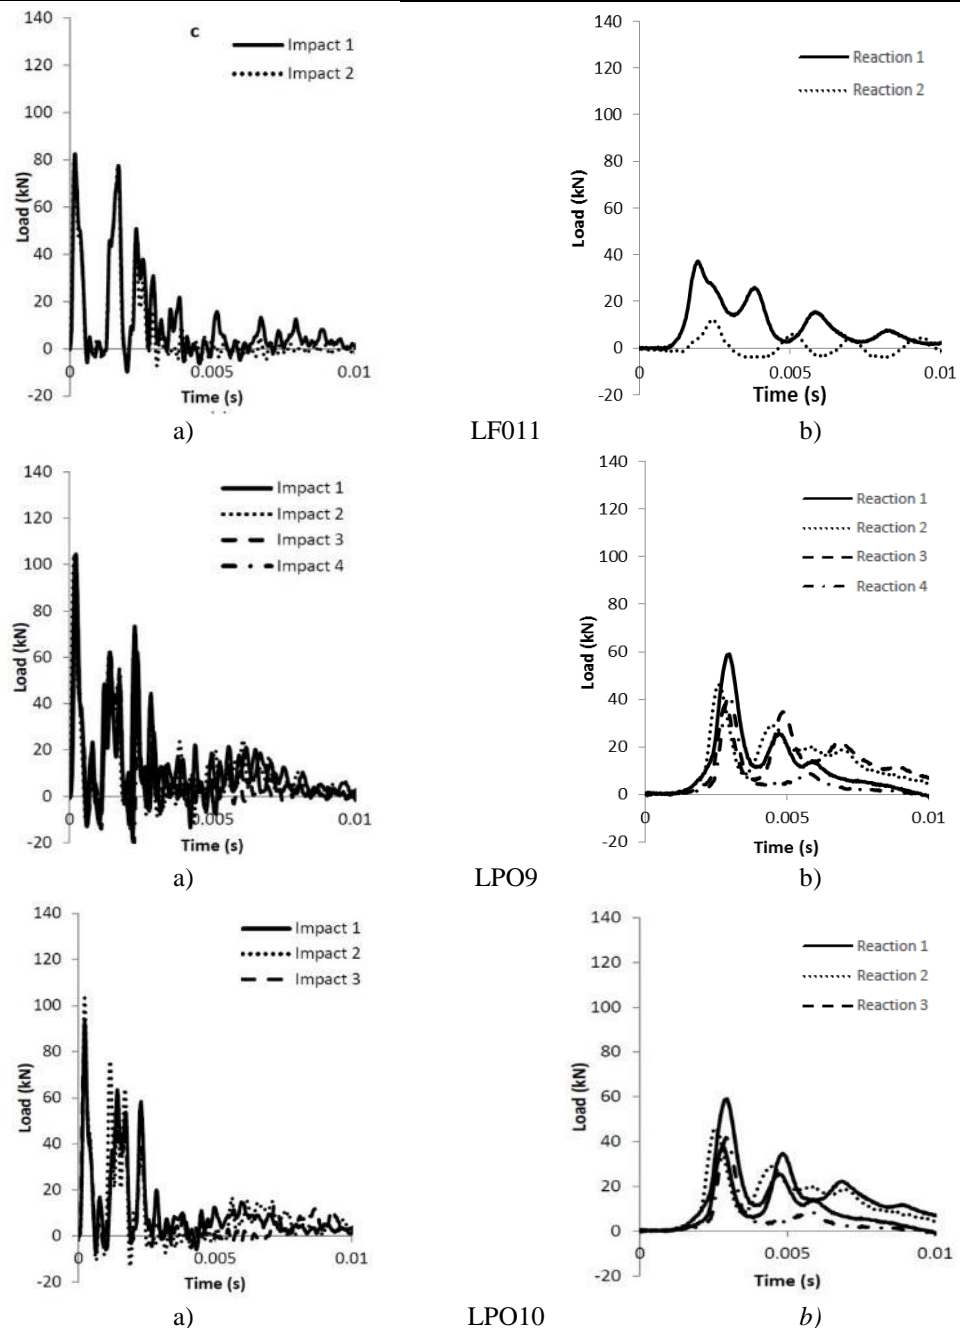 140
120
100
80
60
40
20
0
-20
Load (kN)
c
Impact 1
Impact 2
0 0.005 0.01
Time (s)
140
120
100
80
60
40
20
0
-20
Load (kN)
Reaction 1
Reaction 2
0 0.005 0.01
Time (s)
a) LF011 b)
140
120
100
80
60
40
20
0
-20
Load (kN)
Impact 1
Impact 2
Impact 3
Impact 4
0 0.005 0.01
Time (s)
140
120
100
80
60
40
20
0
-20
Load (kN)
Reaction 1
Reaction 2
Reaction 3
Reaction 4
0 0.005 0.01
Time (s)
a) LPO9 b)
140
120
100
80
60
40
20
0
-20
Load (kN)
Impact 1
Impact 2
Impact 3
0 0.005 0.01
Time (s)
140
120
100
80
60
40
20
0
-20
Load (kN)
Reaction 1
Reaction 2
Reaction 3
0 0.005 0.01
Time (s)
a) LPO10 b)